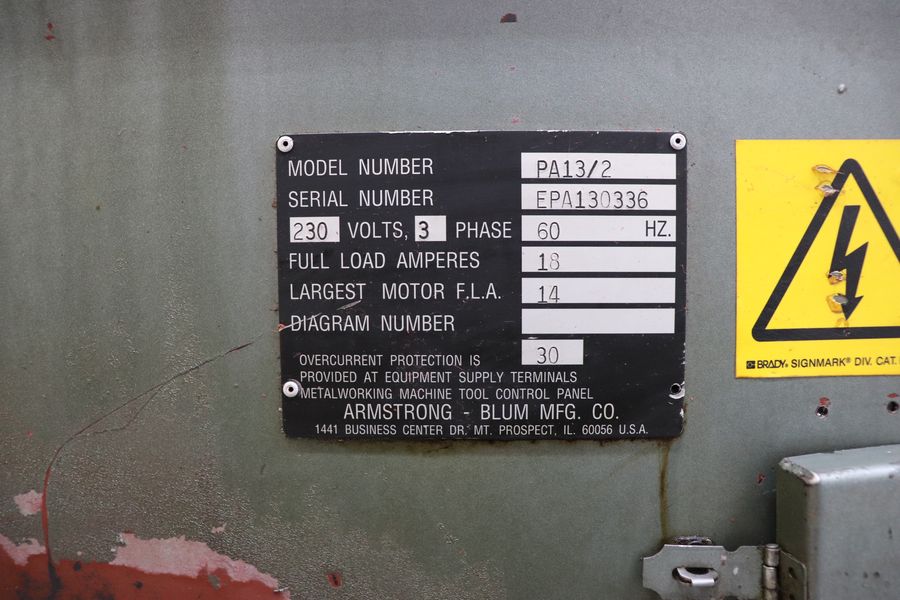 MODEL NUMBER PA13/2
SERIAL NUMBER EPA130336
230 VOLTS, 3 PHASE 60 HZ.
FULL LOAD AMPERES 18
LARGEST MOTOR F.L.A. 14
DIAGRAM NUMBER
OVERCURRENT PROTECTION IS 30
PROVIDED AT EQUIPMENT SUPPLY TERMINALS
METALWORKING MACHINE TOOL CONTROL PANEL
ARMSTRONG - BLUM MFG. CO.
1441 BUSINESS CENTER DR. MT. PROSPECT, IL. 60056 U.S.A.
BRADY® SIGNMARK® DIV. CAT.